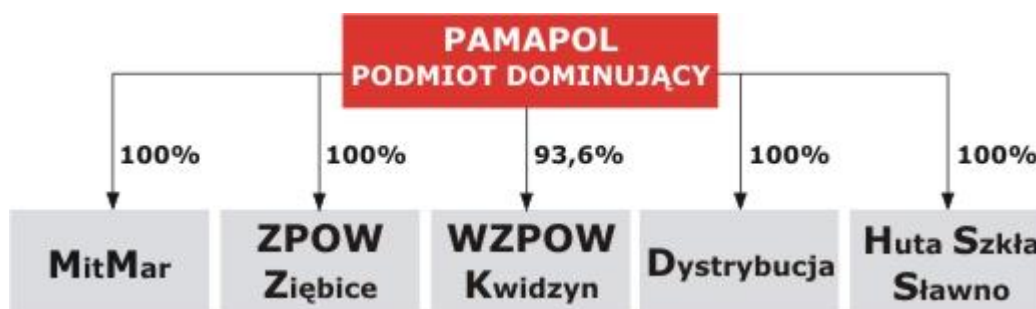 PAMAPOL
PODMIOT DOMINUJĄCY
100% 100% 93,6% 100% 100%
MitMar
ZPOW
Ziębice
WZPOW
Kwidzyn
Dystrybucja
Huta Szkła
Sławno